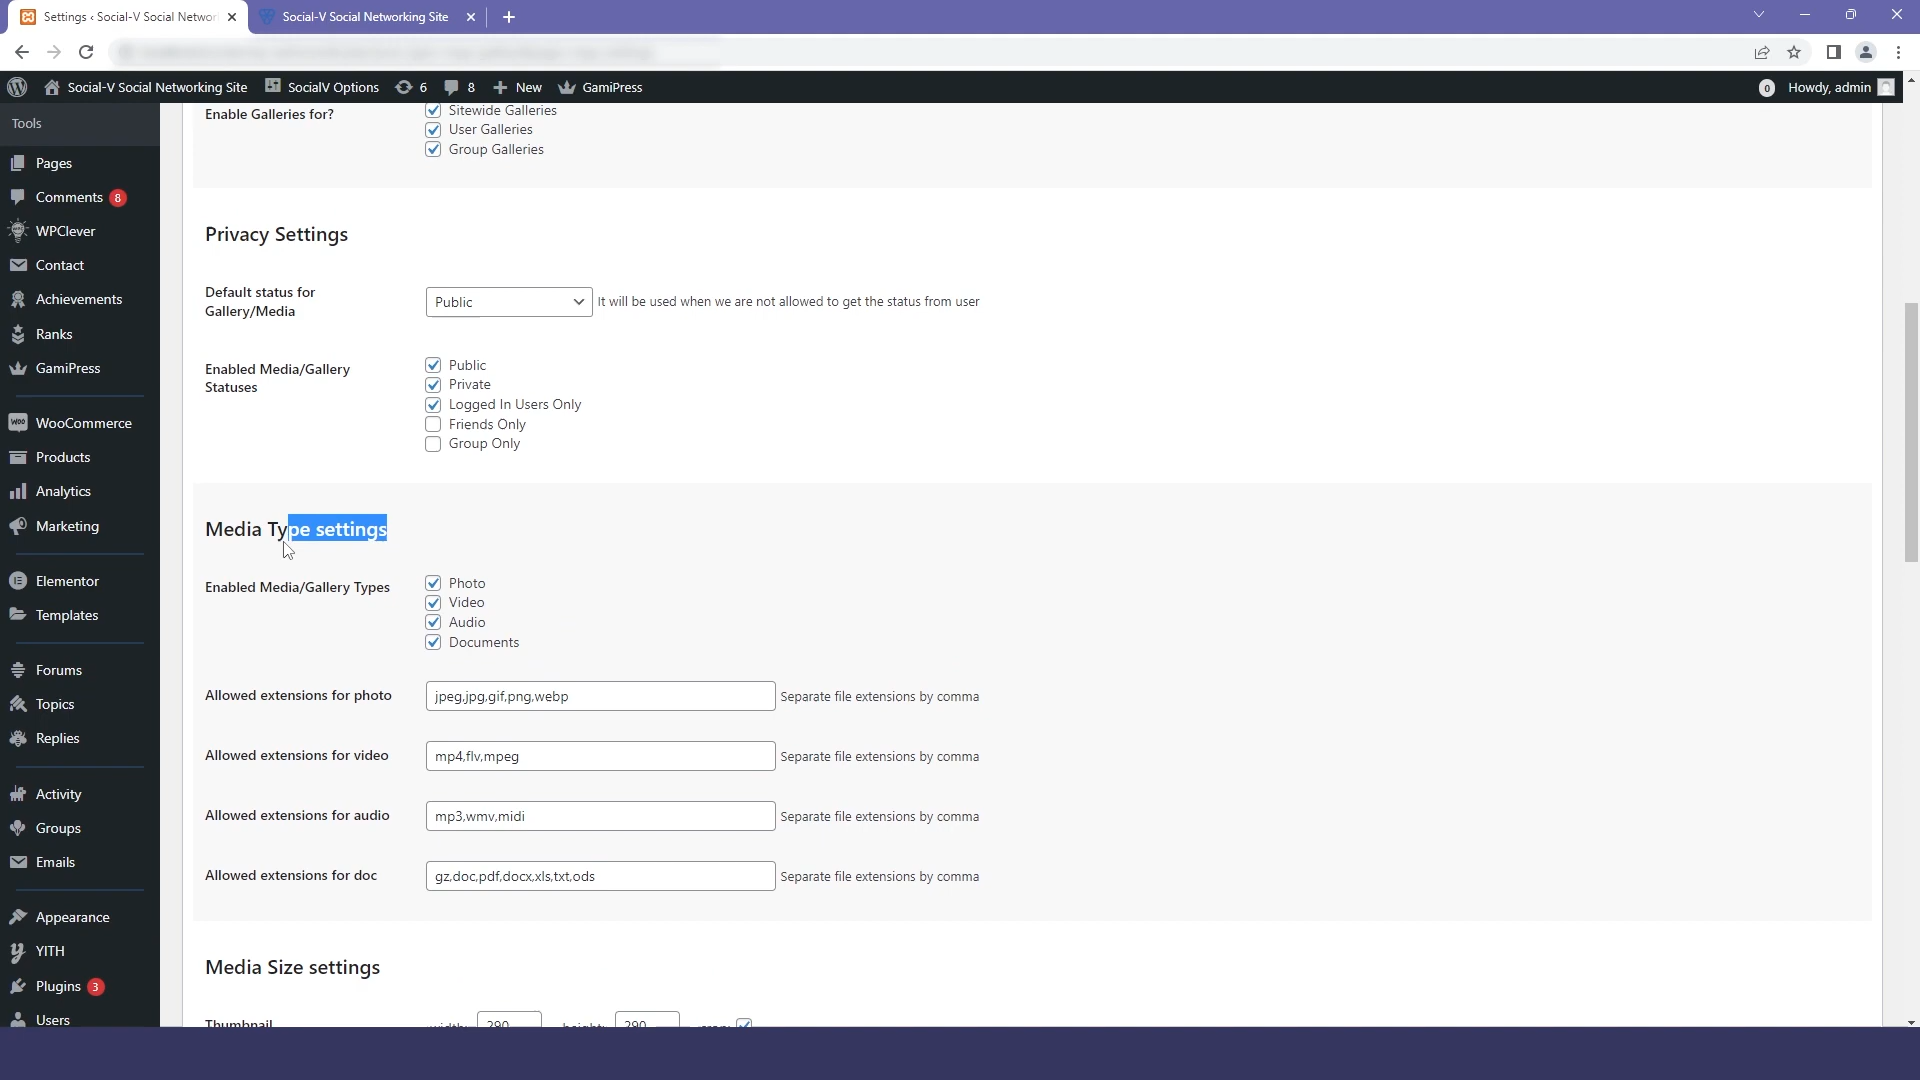 Settings ‹ Social-V Social Networ
Social-V Social Networking Site
Social-V Social Networking Site
SocialV Options
6
8
New
GamiPress
0
Howdy, admin
Tools
Pages
Comments 8
WPClever
Contact
Achievements
Ranks
GamiPress
WooCommerce
Products
Analytics
Marketing
Elementor
Templates
Forums
Topics
Replies
Activity
Groups
Emails
Appearance
YITH
Plugins 3
Users
Enable Galleries for?
Sitewide Galleries
User Galleries
Group Galleries
Privacy Settings
Default status for
Gallery/Media
Public
It will be used when we are not allowed to get the status from user
Enabled Media/Gallery
Statuses
Public
Private
Logged In Users Only
Friends Only
Group Only
Media Type settings
Enabled Media/Gallery Types
Photo
Video
Audio
Documents
Allowed extensions for photo
jpeg,jpg,gif,png,webp
Separate file extensions by comma
Allowed extensions for video
mp4,flv,mpeg
Separate file extensions by comma
Allowed extensions for audio
mp3,wmv,midi
Separate file extensions by comma
Allowed extensions for doc
gz,doc,pdf,docx,xls,txt,ods
Separate file extensions by comma
Media Size settings
Thumbnail
width: 290 height: 290